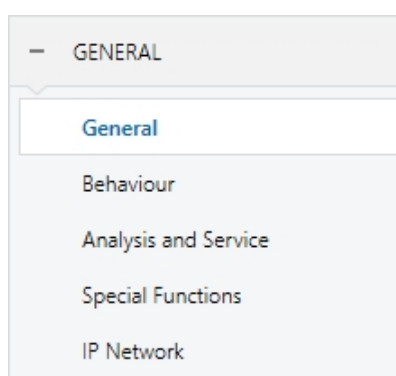 GENERAL
General
Behaviour
Analysis and Service
Special Functions
IP Network